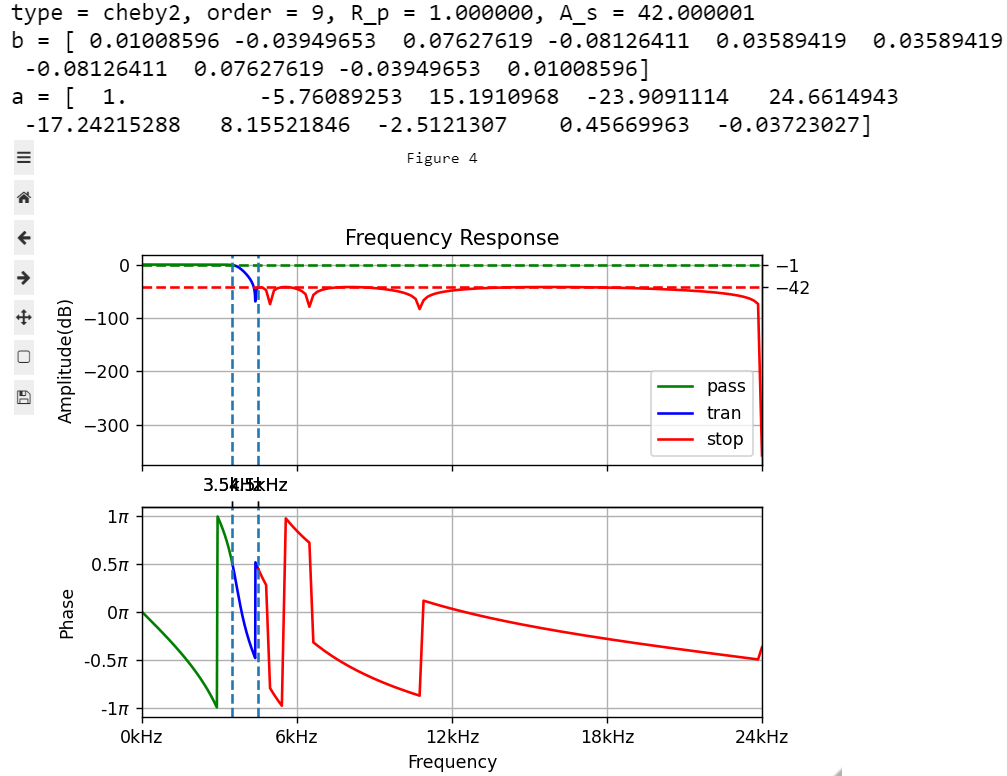 type = cheby2, order = 9, R_p = 1.000000, A_s = 42.000001
b = [ 0.01008596 -0.03949653  0.07627619 -0.08126411  0.03589419  0.03589419
 -0.08126411  0.07627619 -0.03949653  0.01008596]
a = [  1.          -5.76089253  15.1910968  -23.9091114   24.6614943
 -17.24215288   8.15521846  -2.5121307    0.45669963  -0.03723027]
Figure 4
Frequency Response
0
−100
−200
−300
Amplitude(dB)
−1
−42
pass
tran
stop
3.5kHz
4.5kHz
1π
0.5π
0π
-0.5π
-1π
Phase
0kHz 6kHz 12kHz 18kHz 24kHz
Frequency